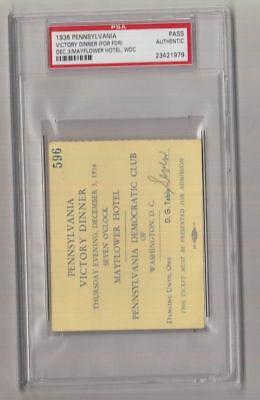 PSA
1936 PENNSYLVANIA PASS
VICTORY DINNER (FOR FDR) AUTHENTIC
DEC.3/MAYFLOWER HOTEL, WDC 23421979
596
PENNSYLVANIA
VICTORY DINNER
THURSDAY EVENING, DECEMBER 3, 1936
SEVEN O'CLOCK
MAYFLOWER HOTEL
PENNSYLVANIA DEMOCRATIC CLUB
OF
WASHINGTON, D. C.
DANCING UNTIL ONE
THIS TICKET MUST BE PRESENTED FOR ADMISSION